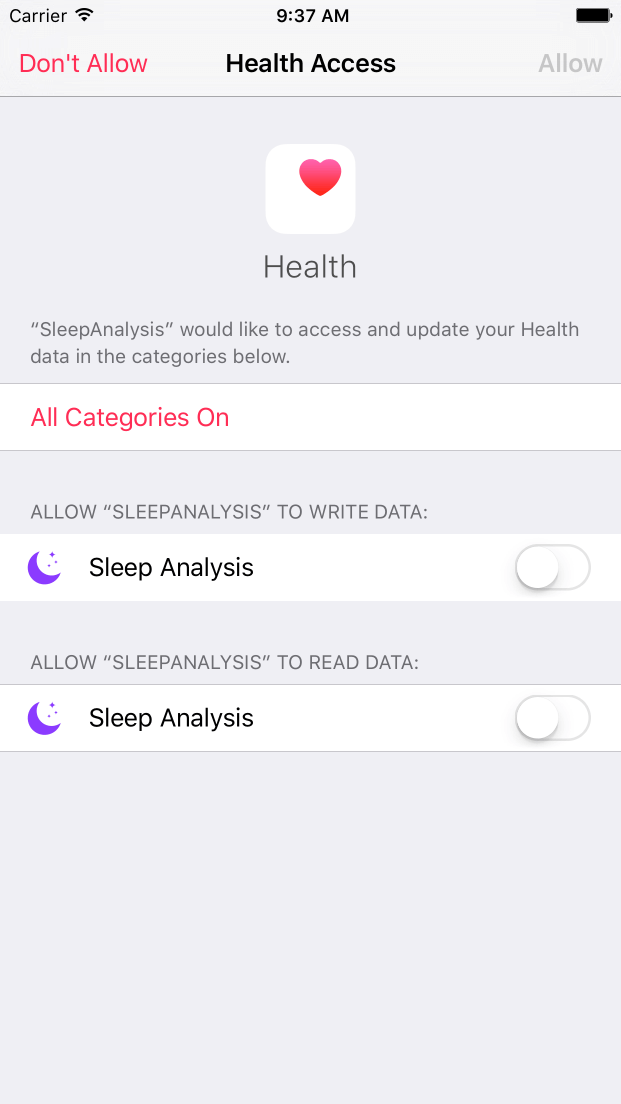 Carrier 9:37 AM
Don't Allow Health Access Allow
Health
“SleepAnalysis” would like to access and update your Health
data in the categories below.
All Categories On
ALLOW “SLEEPANALYSIS” TO WRITE DATA:
Sleep Analysis
ALLOW “SLEEPANALYSIS” TO READ DATA:
Sleep Analysis